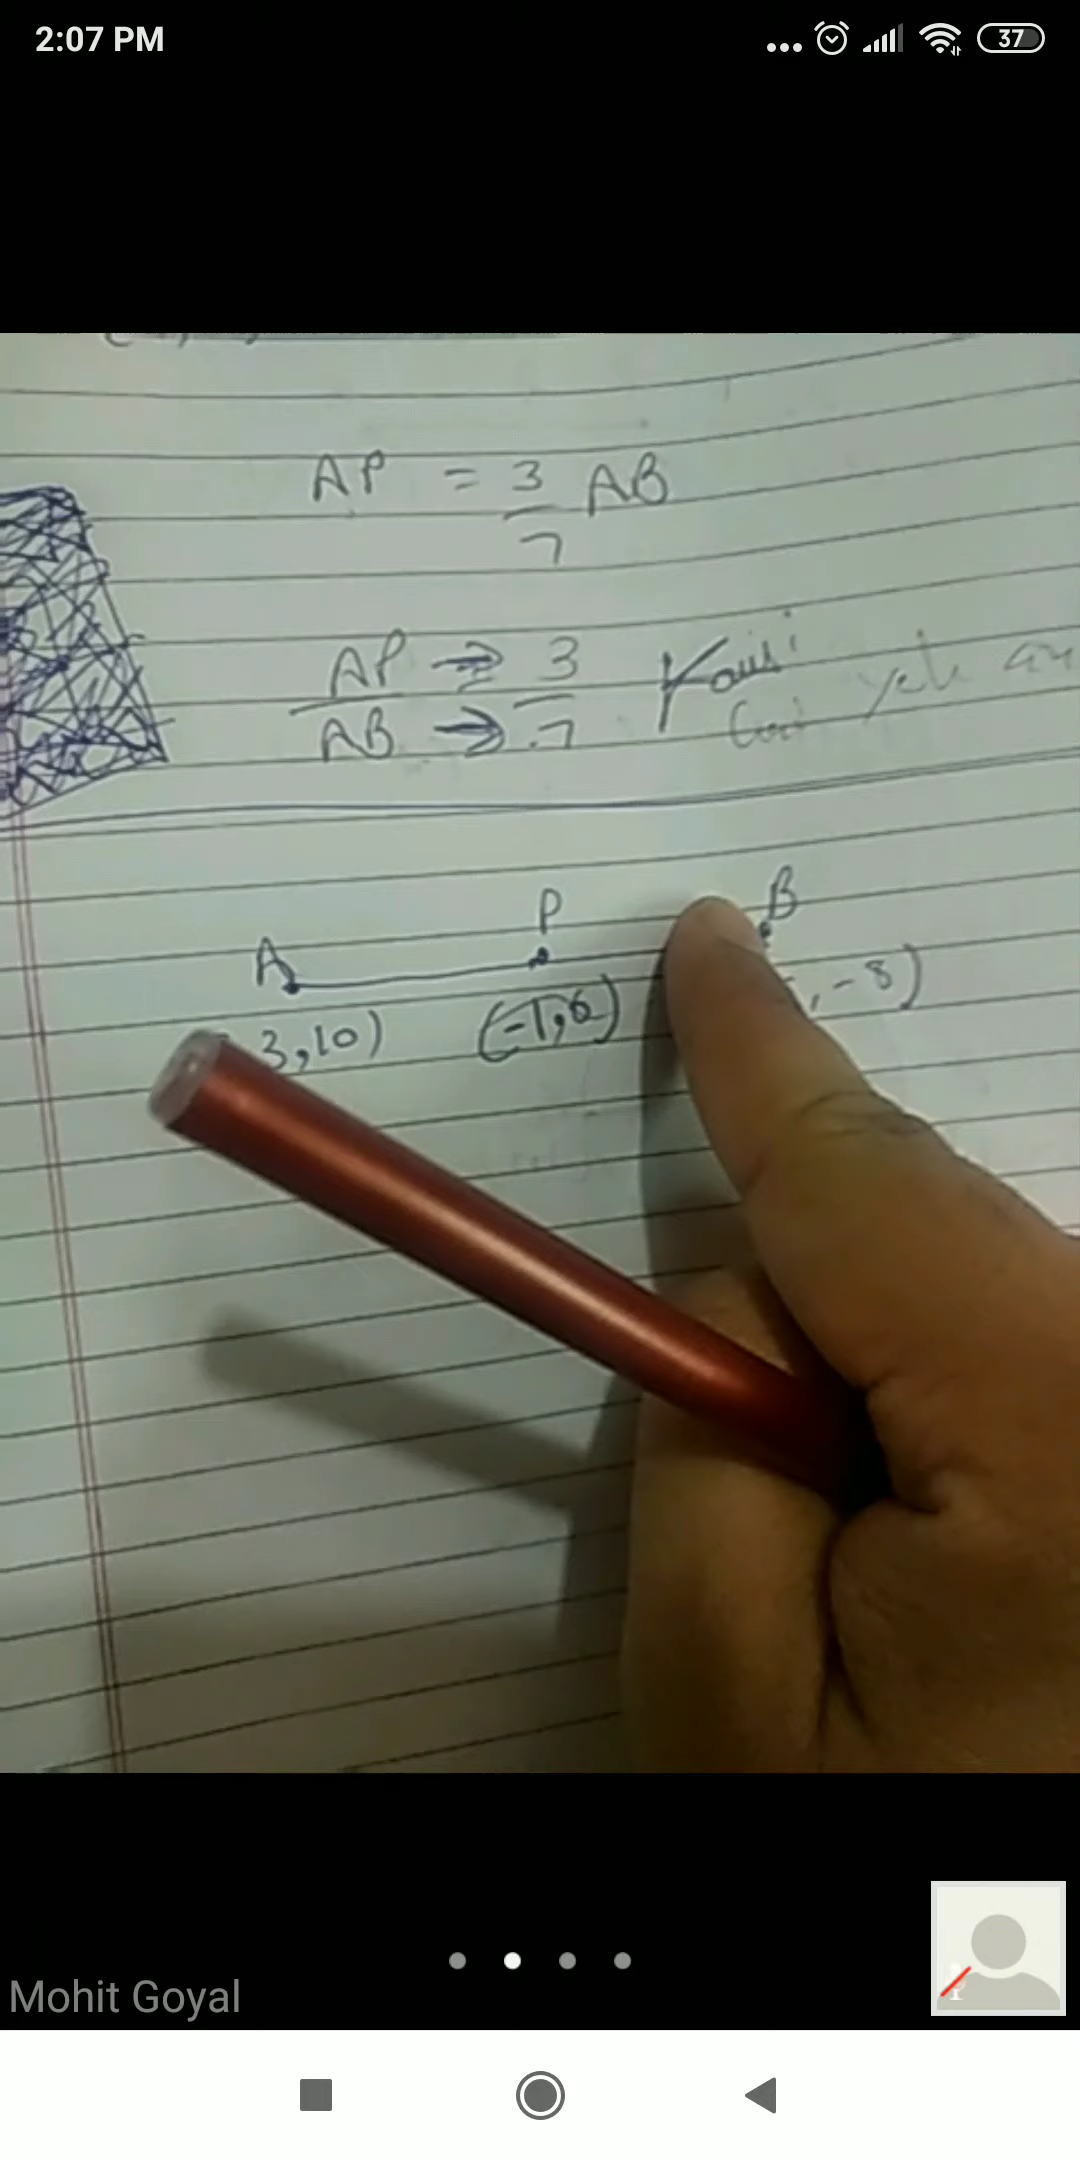 2:07 PM
37
AP = 3/7 AB
AP → 3
AB → 7
A P B
3,10) (-1,6) , -8)
Mohit Goyal